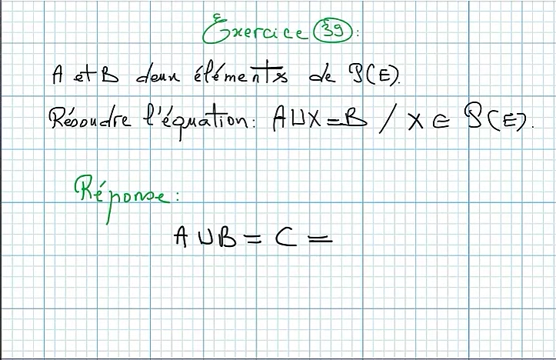 Exercice 39:
A et B deux éléments de P(E).
Résoudre l'équation: A∪X=B / X ∈ P(E).
Réponse:
A ∪B = C =